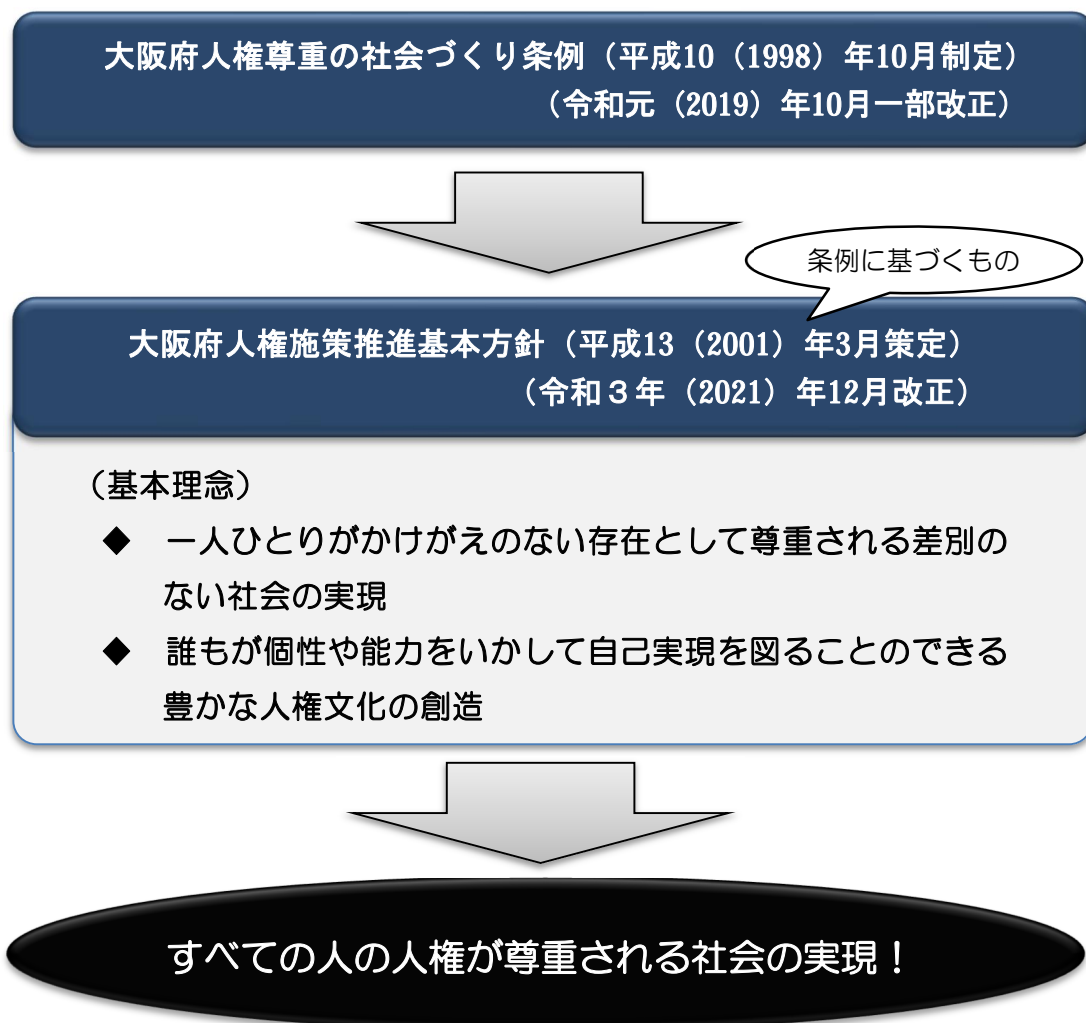 大阪府人権尊重の社会づくり条例（平成10（1998）年10月制定）
（令和元（2019）年10月一部改正）
条例に基づくもの
大阪府人権施策推進基本方針（平成13（2001）年3月策定）
（令和３年（2021）年12月改正）
（基本理念）
◆　一人ひとりがかけがえのない存在として尊重される差別の
ない社会の実現
◆　誰もが個性や能力をいかして自己実現を図ることのできる
豊かな人権文化の創造
すべての人の人権が尊重される社会の実現！